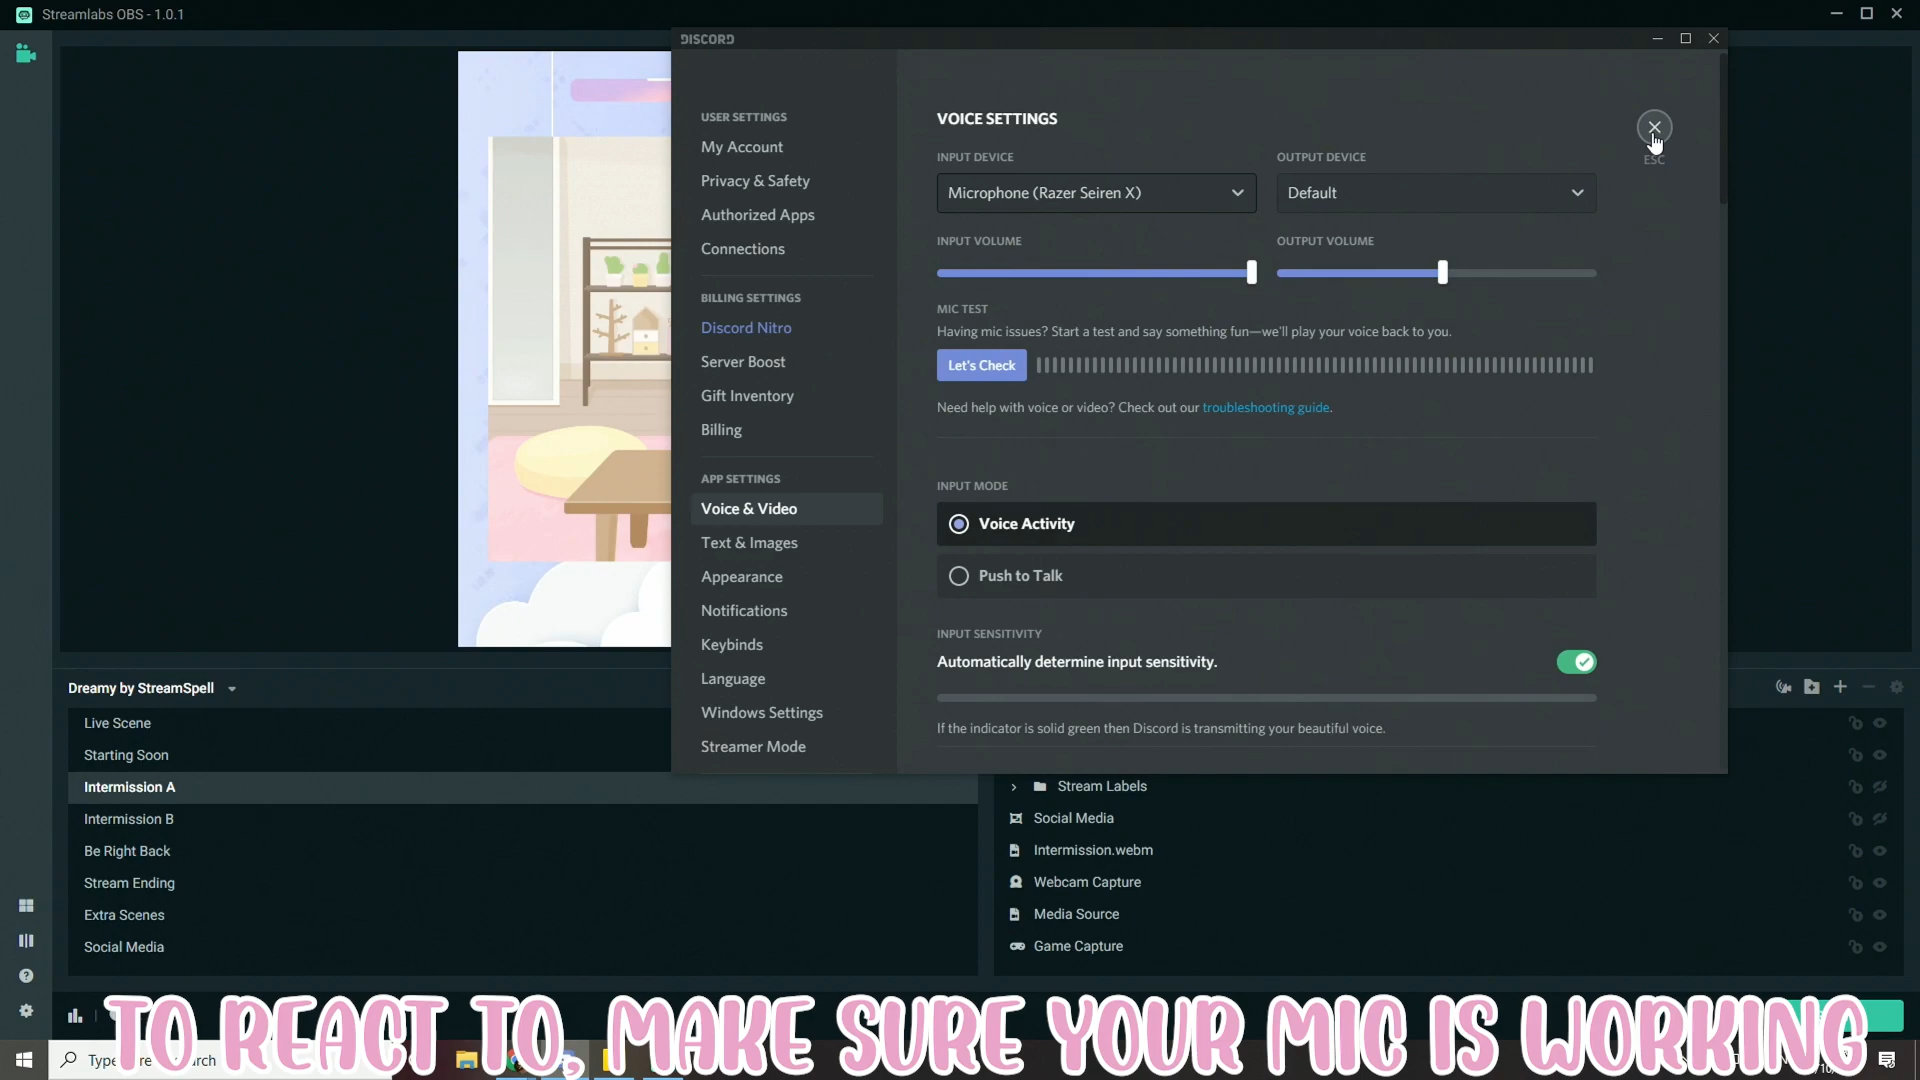 Streamlabs OBS - 1.0.1
DISCORD
USER SETTINGS
My Account
Privacy & Safety
Authorized Apps
Connections
BILLING SETTINGS
Discord Nitro
Server Boost
Gift Inventory
Billing
APP SETTINGS
Voice & Video
Text & Images
Appearance
Notifications
Keybinds
Language
Windows Settings
Streamer Mode
VOICE SETTINGS
ESC
INPUT DEVICE
OUTPUT DEVICE
Microphone (Razer Seiren X)
Default
INPUT VOLUME
OUTPUT VOLUME
MIC TEST
Having mic issues? Start a test and say something fun—we'll play your voice back to you.
Let's Check
Need help with voice or video? Check out our troubleshooting guide.
INPUT MODE
Voice Activity
Push to Talk
INPUT SENSITIVITY
Automatically determine input sensitivity.
If the indicator is solid green then Discord is transmitting your beautiful voice.
Dreamy by StreamSpell
Live Scene
Starting Soon
Intermission A
Intermission B
Be Right Back
Stream Ending
Extra Scenes
Social Media
Stream Labels
Social Media
Intermission.webm
Webcam Capture
Media Source
Game Capture
TO REACT TO, MAKE SURE YOUR MIC IS WORKING